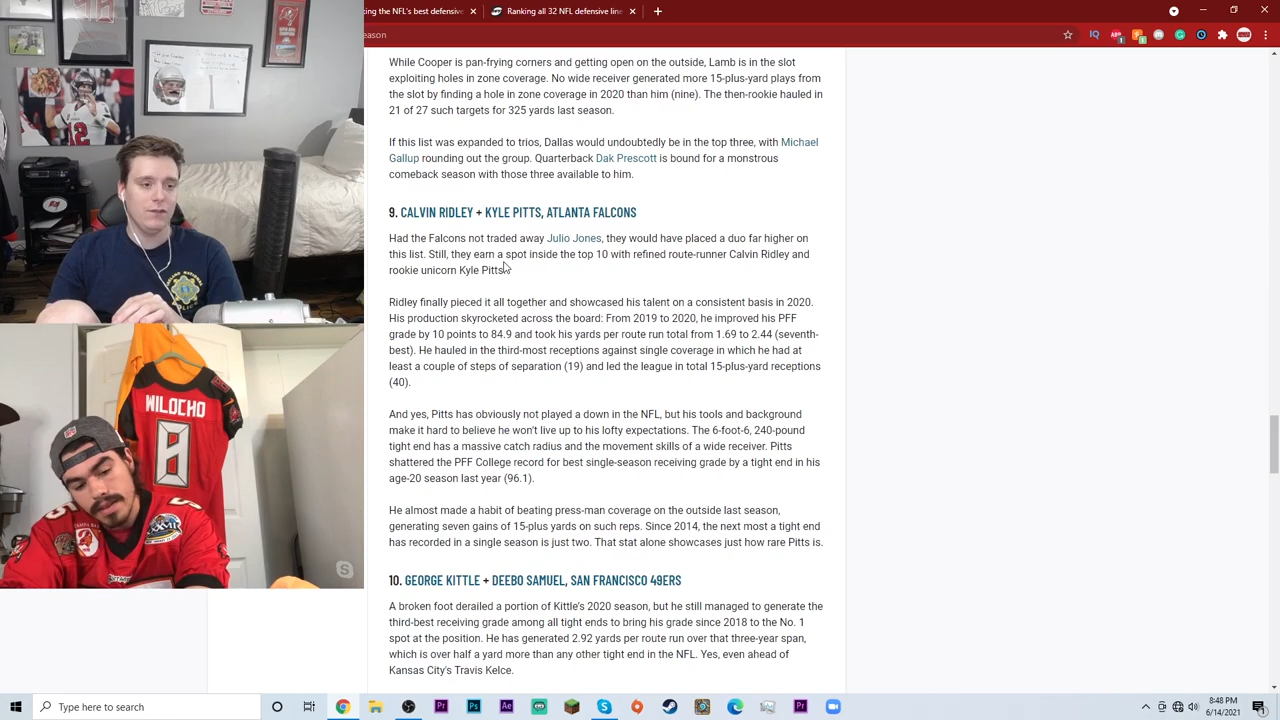 king the NFL's best defensive
Ranking all 32 NFL defensive line
eason
While Cooper is pan-frying corners and getting open on the outside, Lamb is in the slot
exploiting holes in zone coverage. No wide receiver generated more 15-plus-yard plays from
the slot by finding a hole in zone coverage in 2020 than him (nine). The then-rookie hauled in
21 of 27 such targets for 325 yards last season.
If this list was expanded to trios, Dallas would undoubtedly be in the top three, with Michael
Gallup rounding out the group. Quarterback Dak Prescott is bound for a monstrous
comeback season with those three available to him.
9. CALVIN RIDLEY + KYLE PITTS, ATLANTA FALCONS
Had the Falcons not traded away Julio Jones, they would have placed a duo far higher on
this list. Still, they earn a spot inside the top 10 with refined route-runner Calvin Ridley and
rookie unicorn Kyle Pitts.
Ridley finally pieced it all together and showcased his talent on a consistent basis in 2020.
His production skyrocketed across the board: From 2019 to 2020, he improved his PFF
grade by 10 points to 84.9 and took his yards per route run total from 1.69 to 2.44 (seventh-
best). He hauled in the third-most receptions against single coverage in which he had at
least a couple of steps of separation (19) and led the league in total 15-plus-yard receptions
(40).
And yes, Pitts has obviously not played a down in the NFL, but his tools and background
make it hard to believe he won't live up to his lofty expectations. The 6-foot-6, 240-pound
tight end has a massive catch radius and the movement skills of a wide receiver. Pitts
shattered the PFF College record for best single-season receiving grade by a tight end in his
age-20 season last year (96.1).
He almost made a habit of beating press-man coverage on the outside last season,
generating seven gains of 15-plus yards on such reps. Since 2014, the next most a tight end
has recorded in a single season is just two. That stat alone showcases just how rare Pitts is.
10. GEORGE KITTLE + DEEBO SAMUEL, SAN FRANCISCO 49ERS
A broken foot derailed a portion of Kittle's 2020 season, but he still managed to generate the
third-best receiving grade among all tight ends to bring his grade since 2018 to the No. 1
spot at the position. He has generated 2.92 yards per route run over that three-year span,
which is over half a yard more than any other tight end in the NFL. Yes, even ahead of
Kansas City's Travis Kelce.
12
WILOCHO
8
Type here to search
8:48 PM
6/14/2021